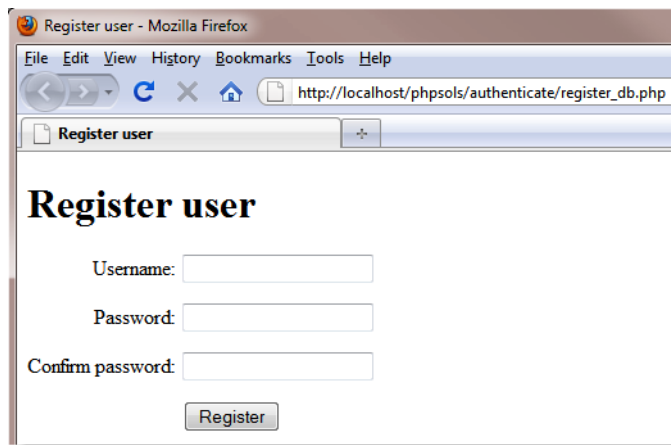 Register user - Mozilla Firefox
File Edit View History Bookmarks Tools Help
http://localhost/phpsols/authenticate/register_db.php
Register user
Register user
Username:
Password:
Confirm password:
Register